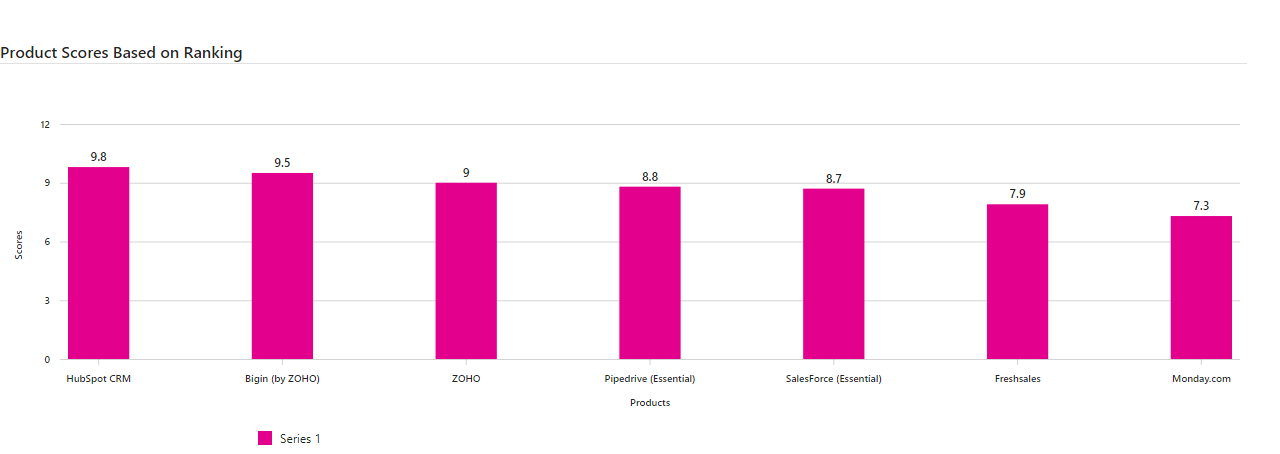 Product Scores Based on Ranking
12
9
6
3
0
Scores
9.8
9.5
9
8.8
8.7
7.9
7.3
HubSpot CRM
Bigin (by ZOHO)
ZOHO
Pipedrive (Essential)
SalesForce (Essential)
Freshsales
Monday.com
Products
Series 1